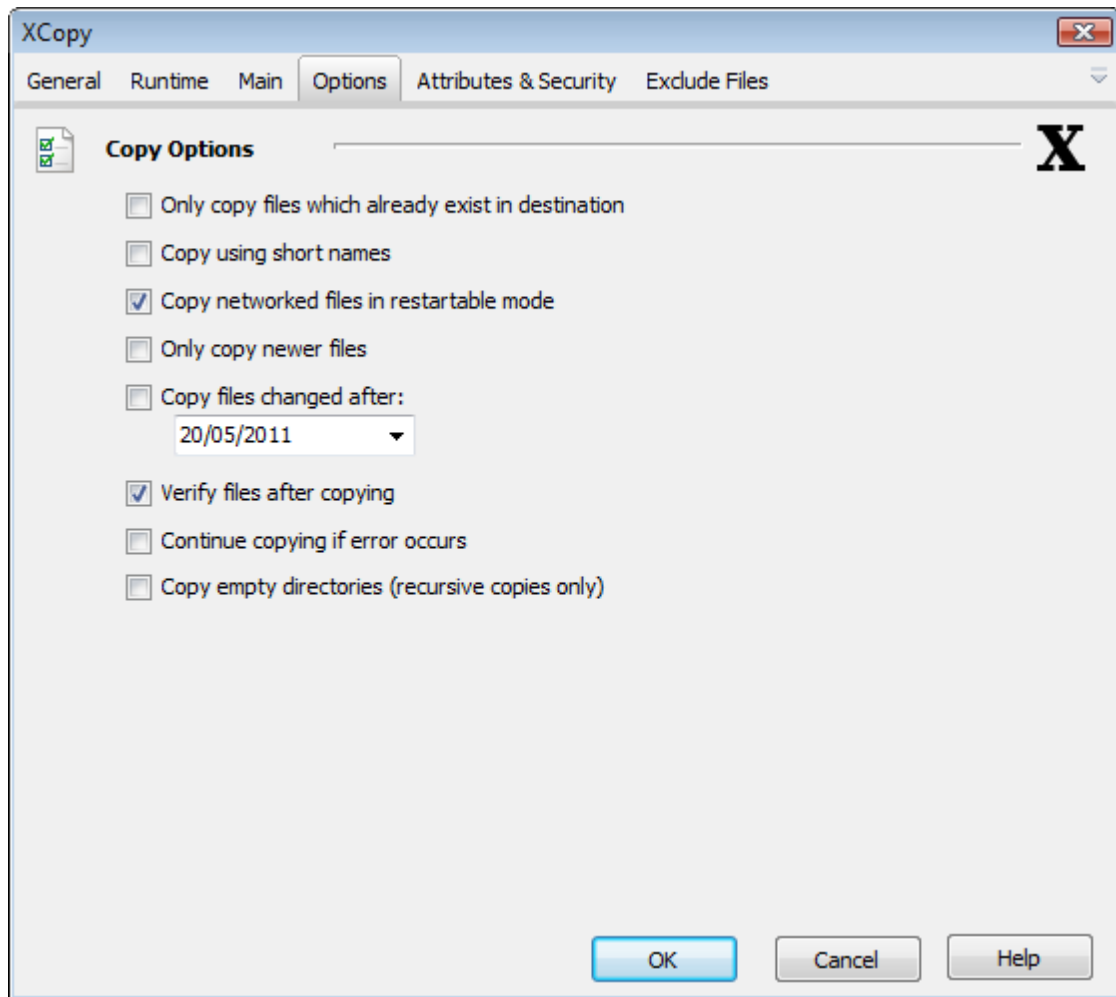 XCopy
General Runtime Main Options Attributes & Security Exclude Files
Copy Options X
Only copy files which already exist in destination
Copy using short names
Copy networked files in restartable mode
Only copy newer files
Copy files changed after:
20/05/2011
Verify files after copying
Continue copying if error occurs
Copy empty directories (recursive copies only)
OK Cancel Help